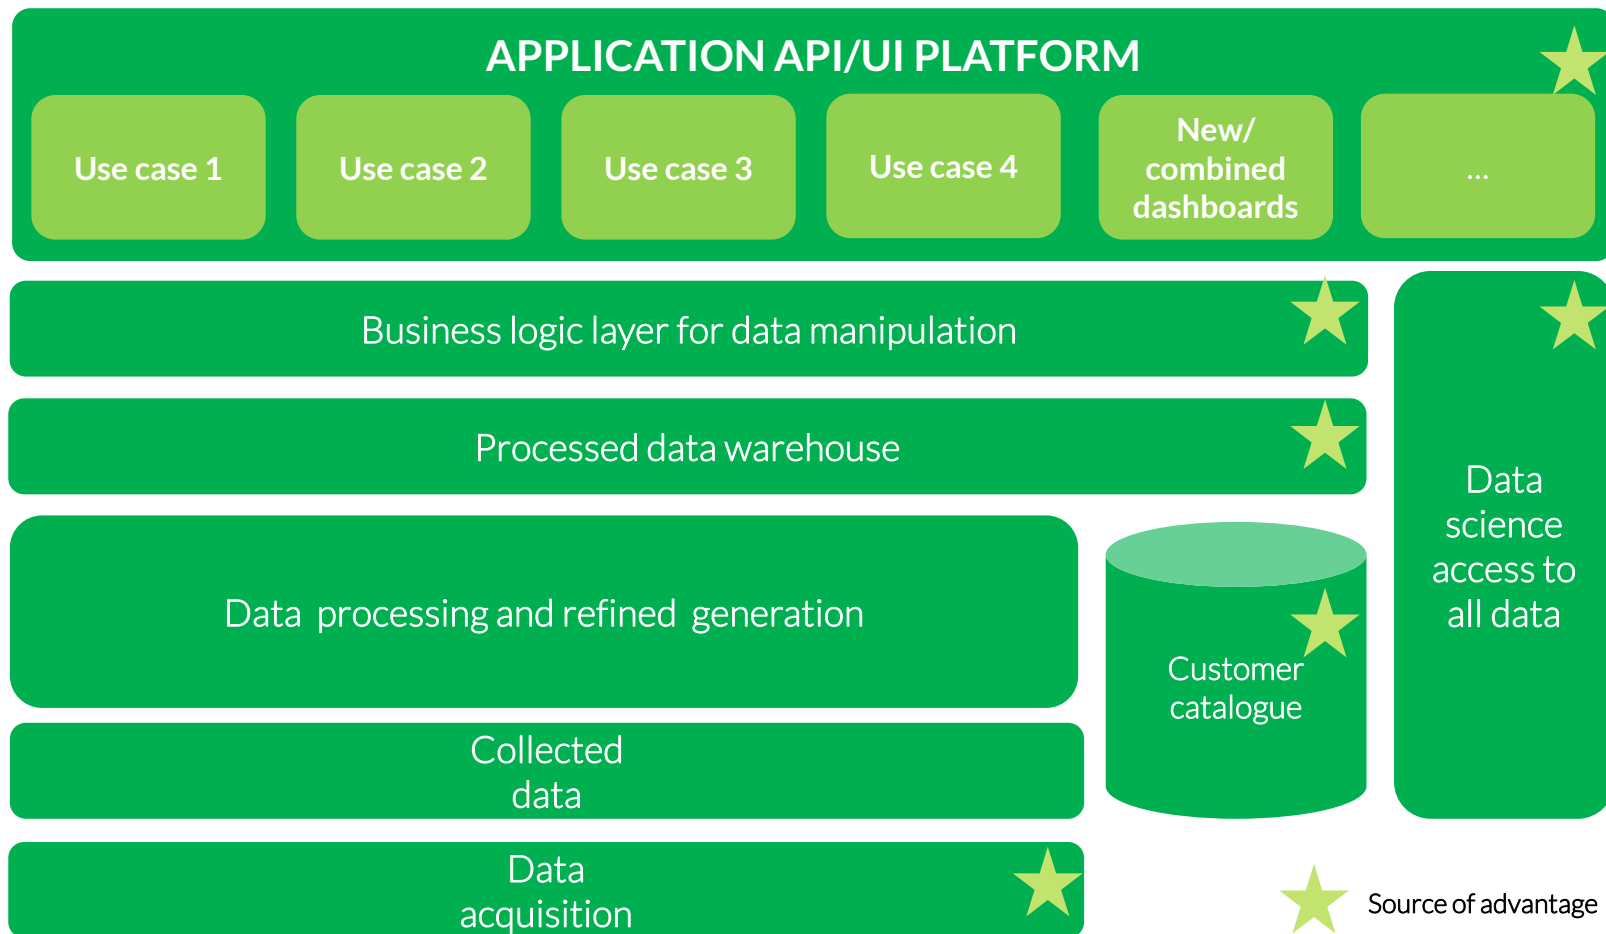 APPLICATION API/UI PLATFORM
Use case 1
Use case 2
Use case 3
Use case 4
New/
combined
dashboards
...
Business logic layer for data manipulation
Processed data warehouse
Data processing and refined generation
Customer
catalogue
Data
science
access to
all data
Collected
data
Data
acquisition
Source of advantage